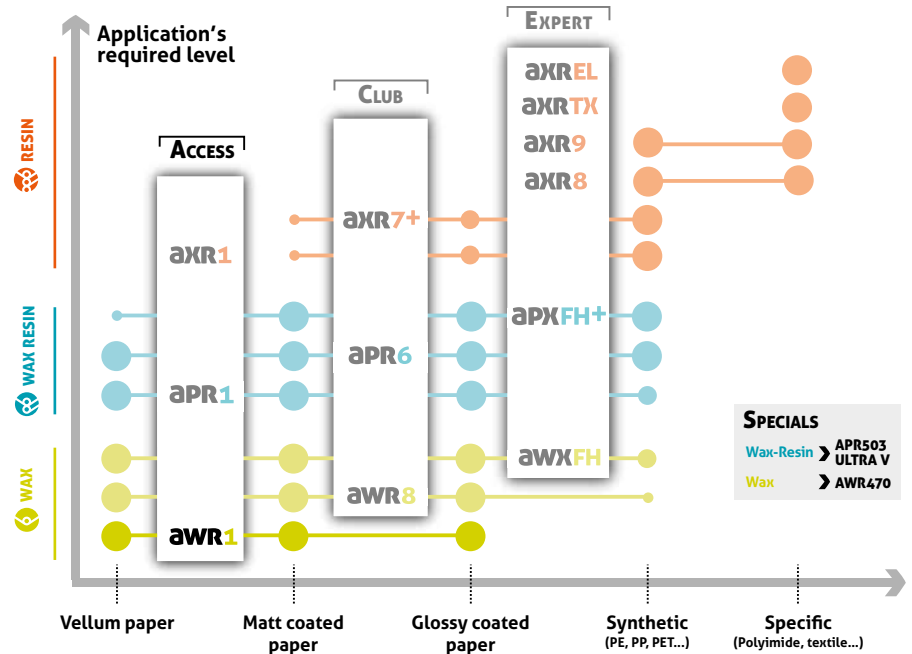 Application's
required level
EXPERT
CLUB
ACCESS
RESIN
WAX RESIN
WAX
aXREL
aXRTX
aXR9
aXR8
aXR7+
aXR1
aPXFH+
aPR6
aPR1
aWXFH
aWR8
aWR1
SPECIALS
Wax-Resin APR503
ULTRA V
Wax AWR470
Vellum paper
Matt coated
paper
Glossy coated
paper
Synthetic
(PE, PP, PET...)
Specific
(Polyimide, textile...)